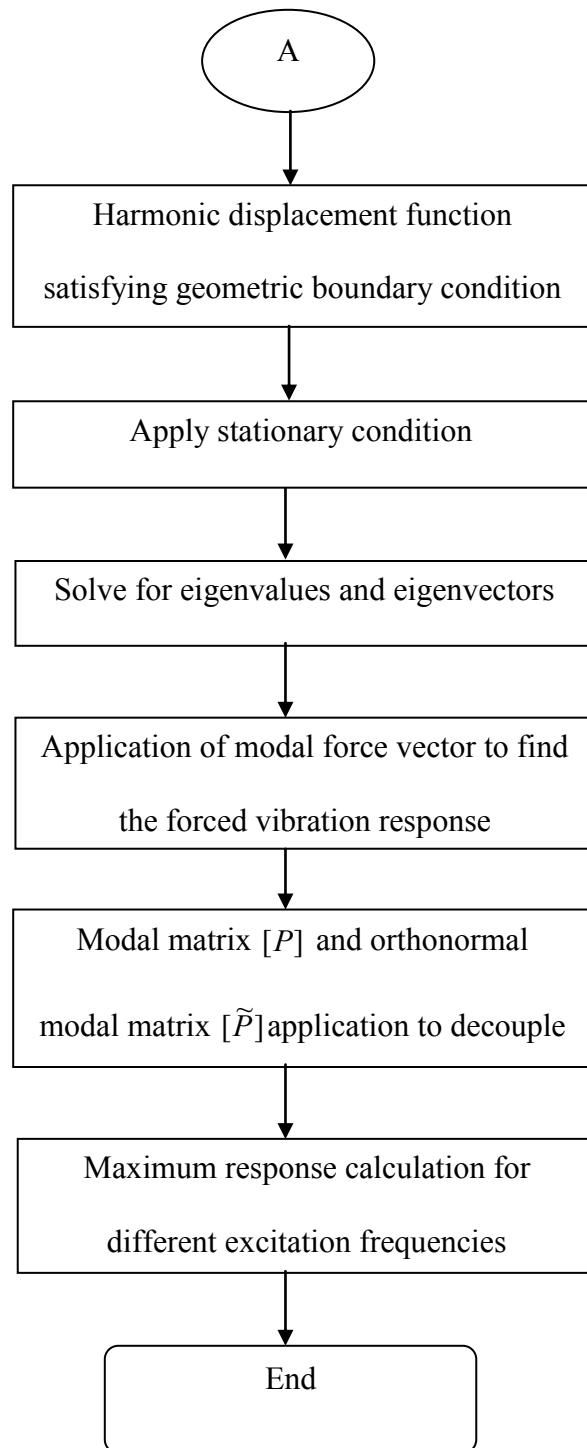 A
Harmonic displacement function
satisfying geometric boundary condition
Apply stationary condition
Solve for eigenvalues and eigenvectors
Application of modal force vector to find
the forced vibration response
Modal matrix [P] and orthonormal
modal matrix [P̃] application to decouple
Maximum response calculation for
different excitation frequencies
End